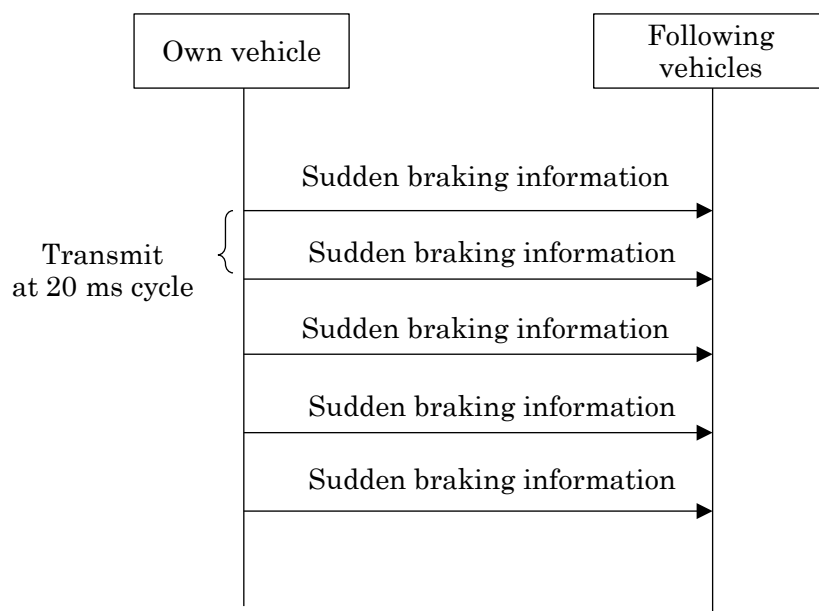 Own vehicle
Following
vehicles
Sudden braking information
Transmit
at 20 ms cycle
Sudden braking information
Sudden braking information
Sudden braking information
Sudden braking information